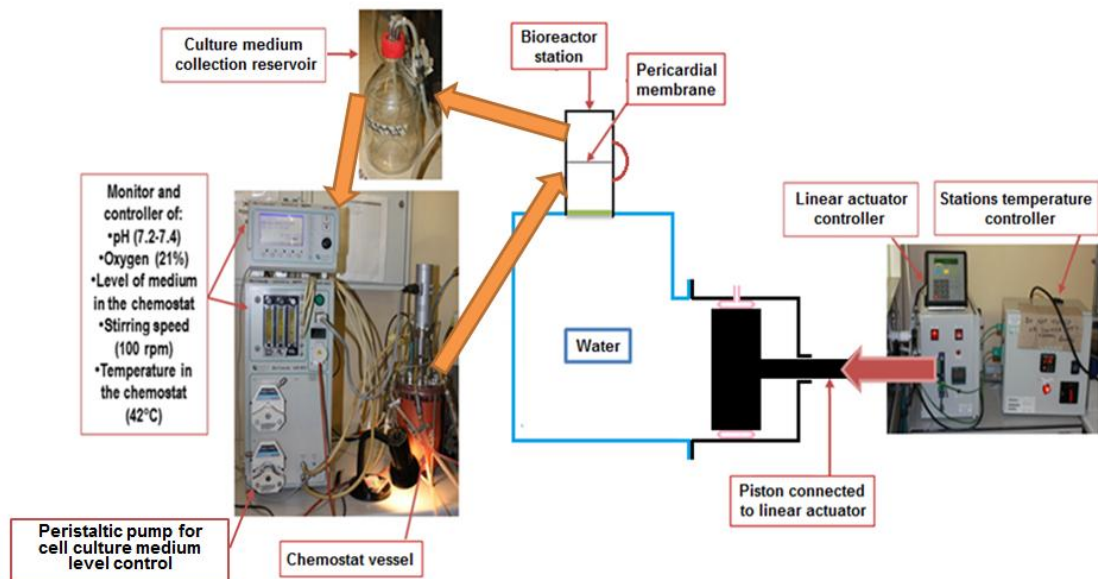 Culture medium
collection reservoir
Bioreactor
station
Pericardial
membrane
Monitor and
controller of:
•pH (7.2-7.4)
•Oxygen (21%)
•Level of medium
in the chemostat
•Stirring speed
(100 rpm)
•Temperature in
the chemostat
(42°C)
Linear actuator
controller
Stations temperature
controller
Water
Piston connected
to linear actuator
Peristaltic pump for
cell culture medium
level control
Chemostat vessel